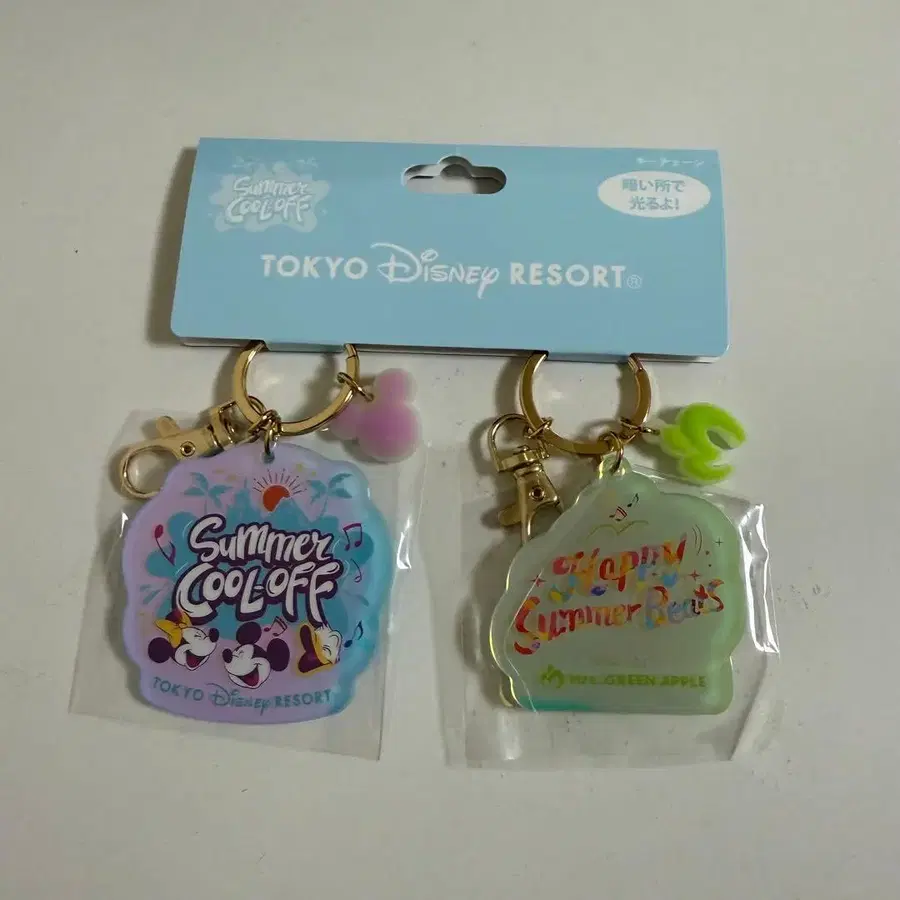 Summer
COOL-OFF
キーチェーン
暗い所で
光るよ!
TOKYO Disney RESORT®
Summer
COOL-OFF
TOKYO Disney RESORT
Happy
Summer Beats
Mrs. GREEN APPLE